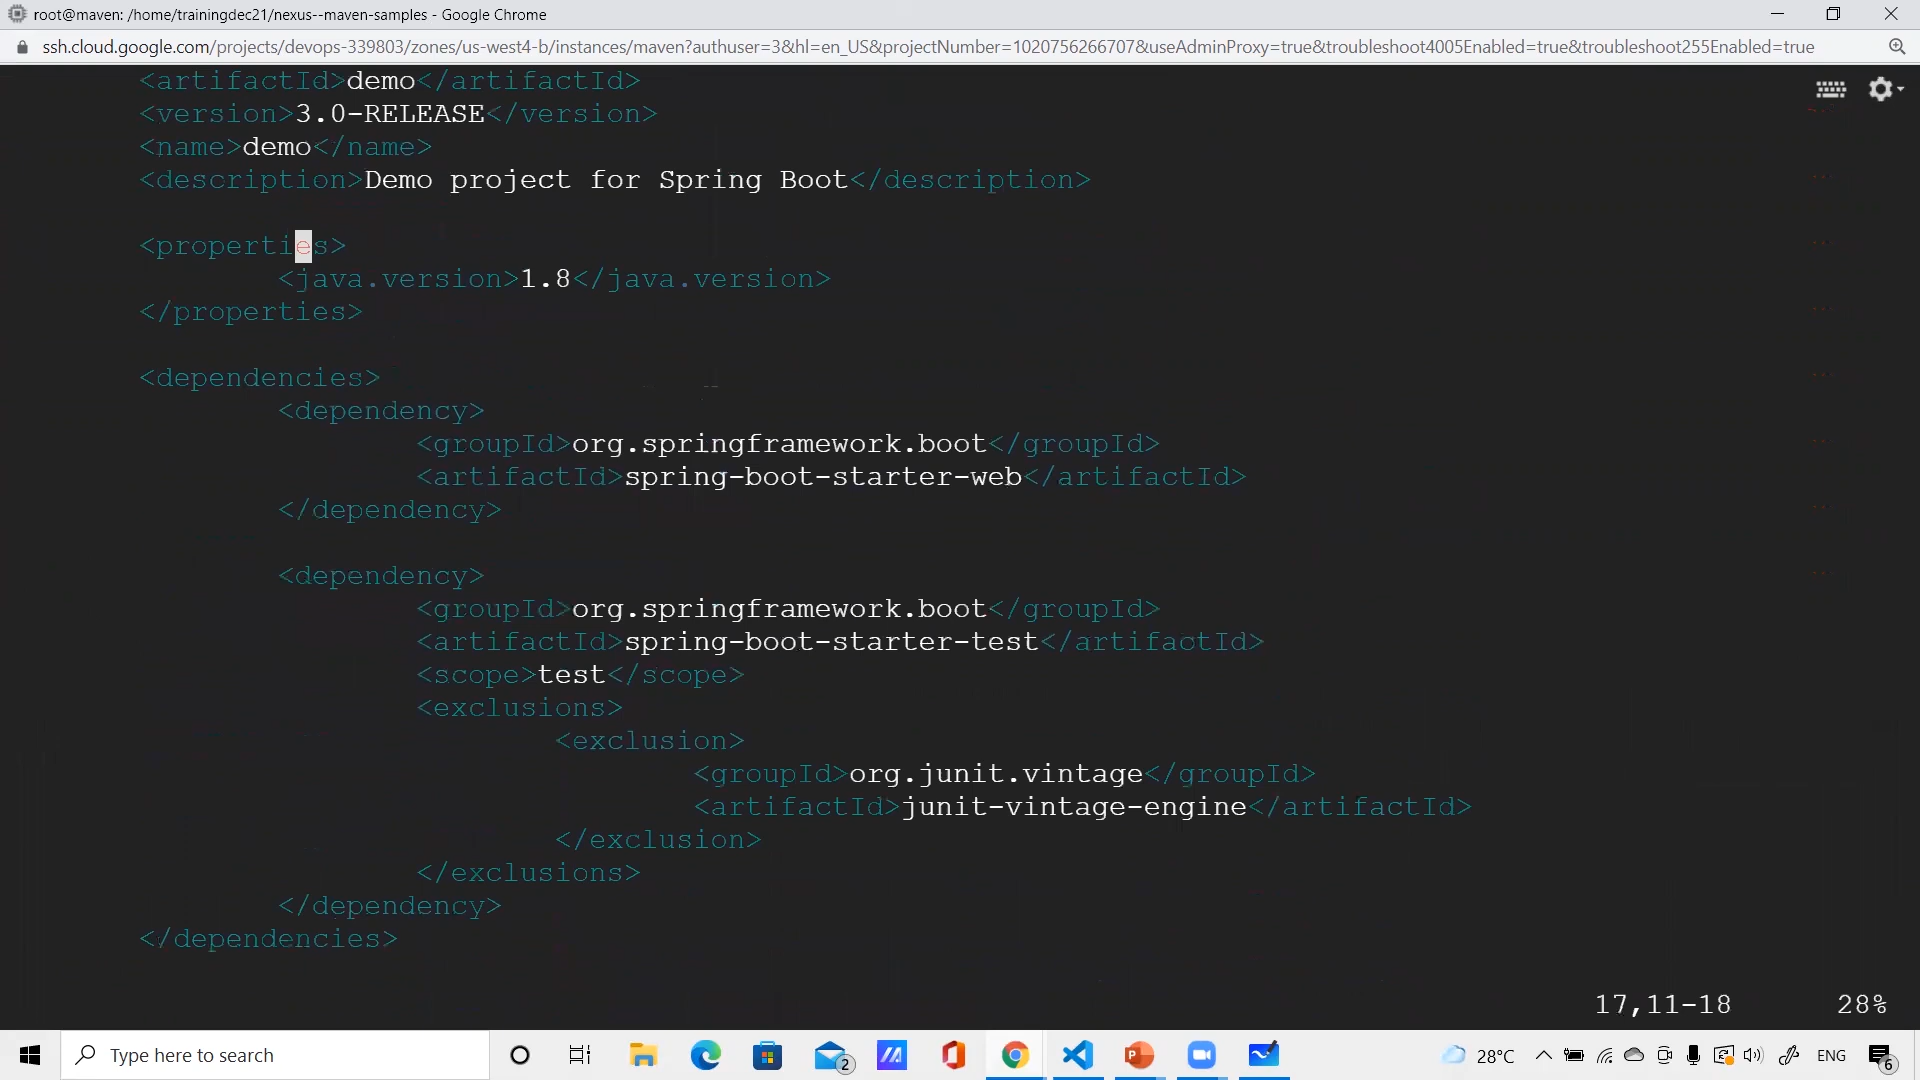 root@maven: /home/trainingdec21/nexus--maven-samples - Google Chrome
ssh.cloud.google.com/projects/devops-339803/zones/us-west4-b/instances/maven?authuser=3&hl=en_US&projectNumber=1020756266707&useAdminProxy=true&troubleshoot4005Enabled=true&troubleshoot255Enabled=true
<artifactId>demo</artifactId>
<version>3.0-RELEASE</version>
<name>demo</name>
<description>Demo project for Spring Boot</description>
<properties>
<java.version>1.8</java.version>
</properties>
<dependencies>
<dependency>
<groupId>org.springframework.boot</groupId>
<artifactId>spring-boot-starter-web</artifactId>
</dependency>
<dependency>
<groupId>org.springframework.boot</groupId>
<artifactId>spring-boot-starter-test</artifactId>
<scope>test</scope>
<exclusions>
<exclusion>
<groupId>org.junit.vintage</groupId>
<artifactId>junit-vintage-engine</artifactId>
</exclusion>
</exclusions>
</dependency>
</dependencies>
17,11-18 28%
Type here to search 2 28°C ENG 6